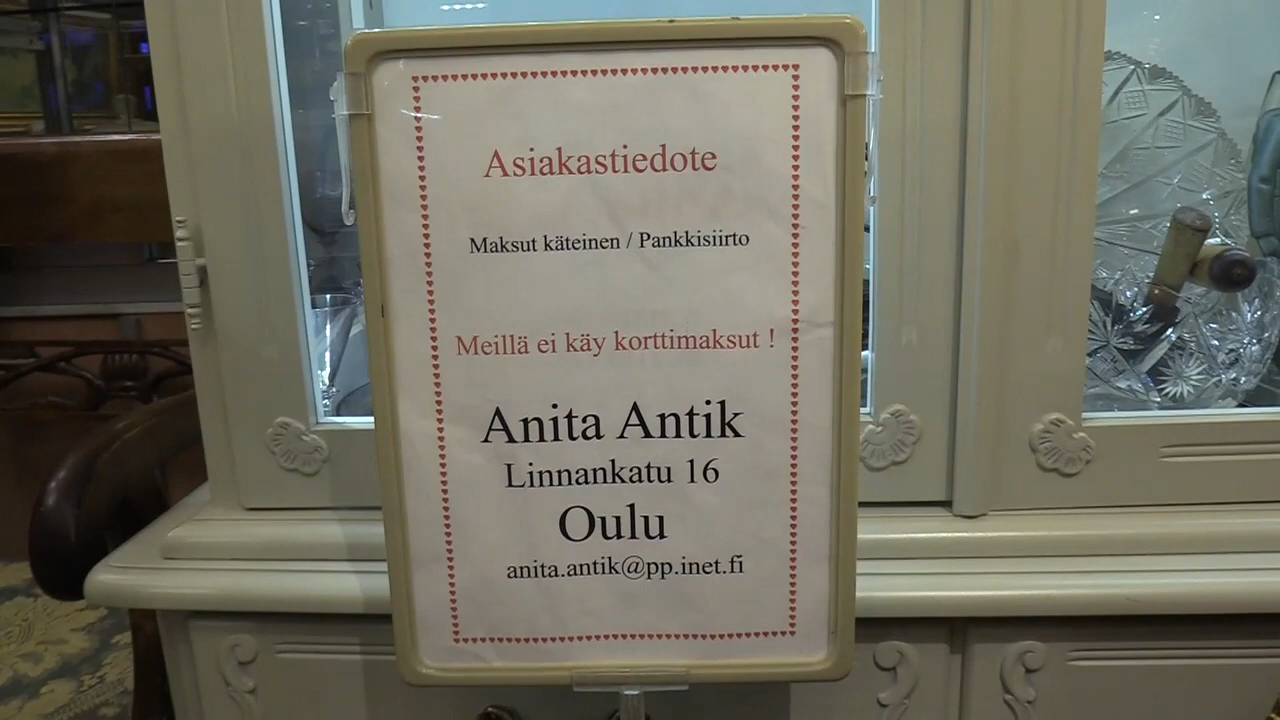 Asiakastiedote
Maksut käteinen / Pankkisiirto
Meillä ei käy korttimaksut !
Anita Antik
Linnankatu 16
Oulu
anita.antik@pp.inet.fi